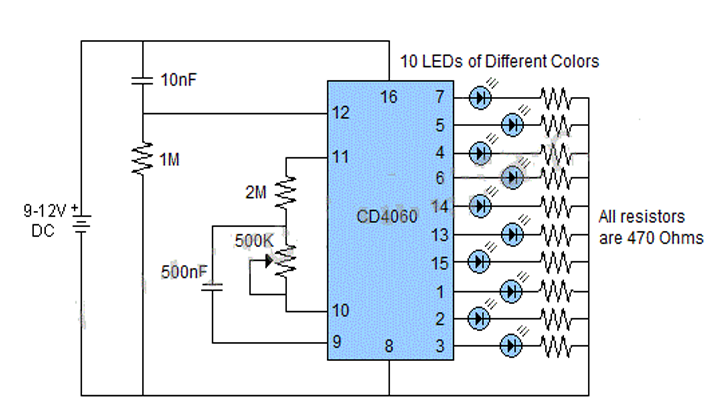 10 LEDs of Different Colors
10nF
16
7
12
5
11
4
1M
6
2M
14
9-12V +
DC
CD4060
All resistors
are 470 Ohms
500K
13
15
500nF
1
10
2
9
8
3